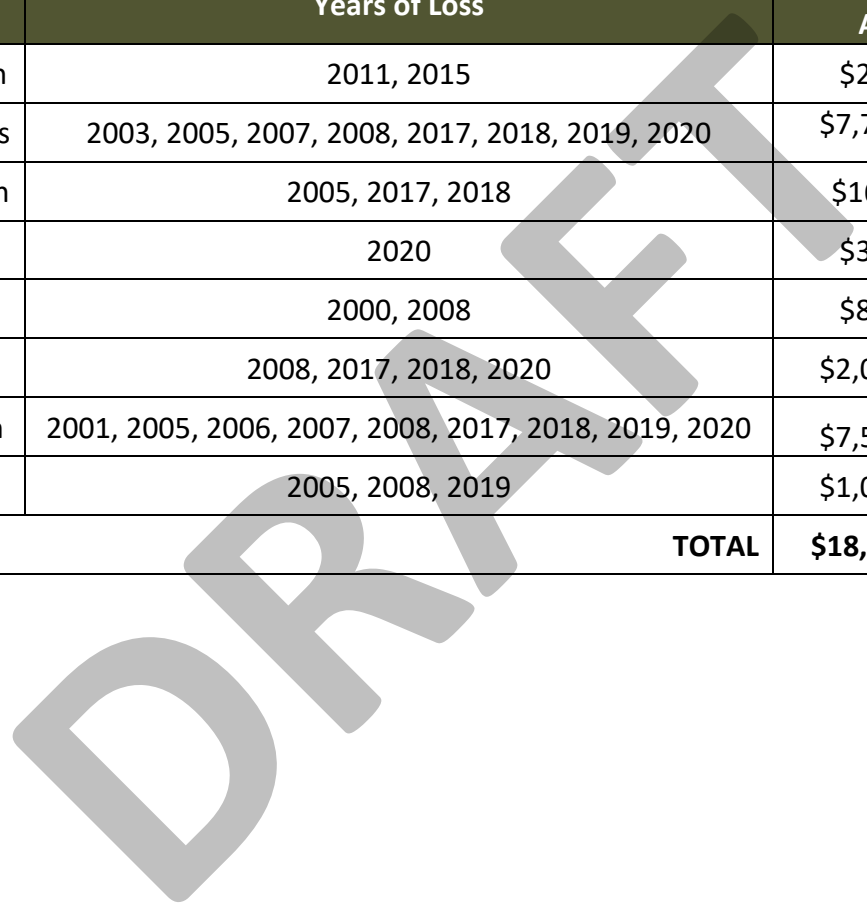 Years of Loss
2011, 2015 $2
2003, 2005, 2007, 2008, 2017, 2018, 2019, 2020 $7,7
2005, 2017, 2018 $1
2020 $3
2000, 2008 $8
2008, 2017, 2018, 2020 $2,0
2001, 2005, 2006, 2007, 2008, 2017, 2018, 2019, 2020 $7,5
2005, 2008, 2019 $1,0
TOTAL $18,
DRAFT